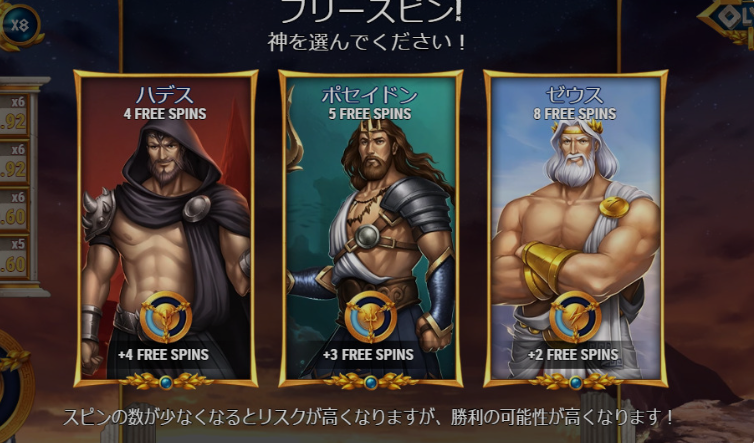 フリースピン!
X8
神を選んでください！
ハデス
4 FREE SPINS
ポセイドン
5 FREE SPINS
ゼウス
8 FREE SPINS
x6
.92
x6
.92
x6
.60
x5
.60
+4 FREE SPINS
+3 FREE SPINS
+2 FREE SPINS
スピンの数が少なくなるとリスクが高くなりますが、勝利の可能性が高くなります！